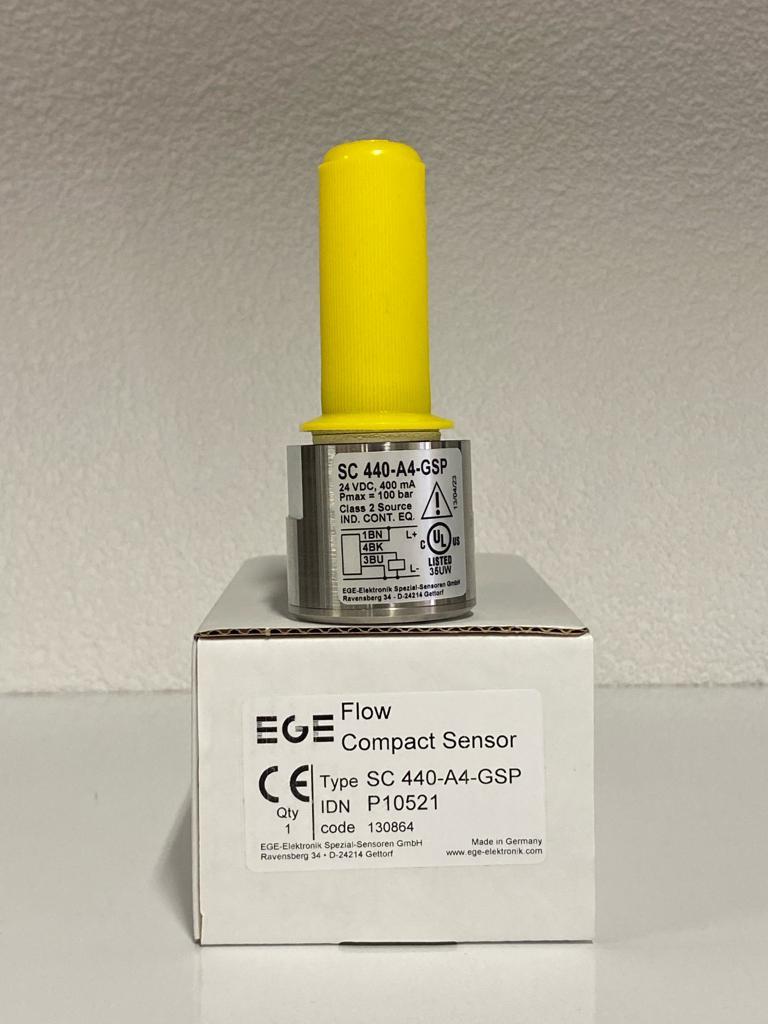 SC 440-A4-GSP
24 VDC, 400 mA
Pmax = 100 bar
Class 2 Source
IND. CONT. EQ.
13/04/23
1BN
L+
4BK
3BU
L-
C UL US
LISTED
35UW
EGE-Elektronik Spezial-Sensoren GmbH
Ravensberg 34 - D-24214 Gettorf
EGE
Flow
Compact Sensor
CE
Type SC 440-A4-GSP
IDN P10521
code 130864
Qty
1
EGE-Elektronik Spezial-Sensoren GmbH
Ravensberg 34 • D-24214 Gettorf
Made in Germany
www.ege-elektronik.com